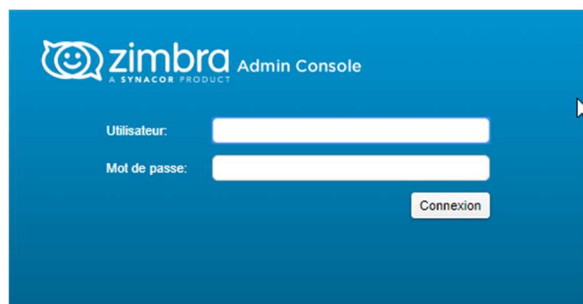 zimbra Admin Console
A SYNACOR PRODUCT
Utilisateur:
Mot de passe:
Connexion